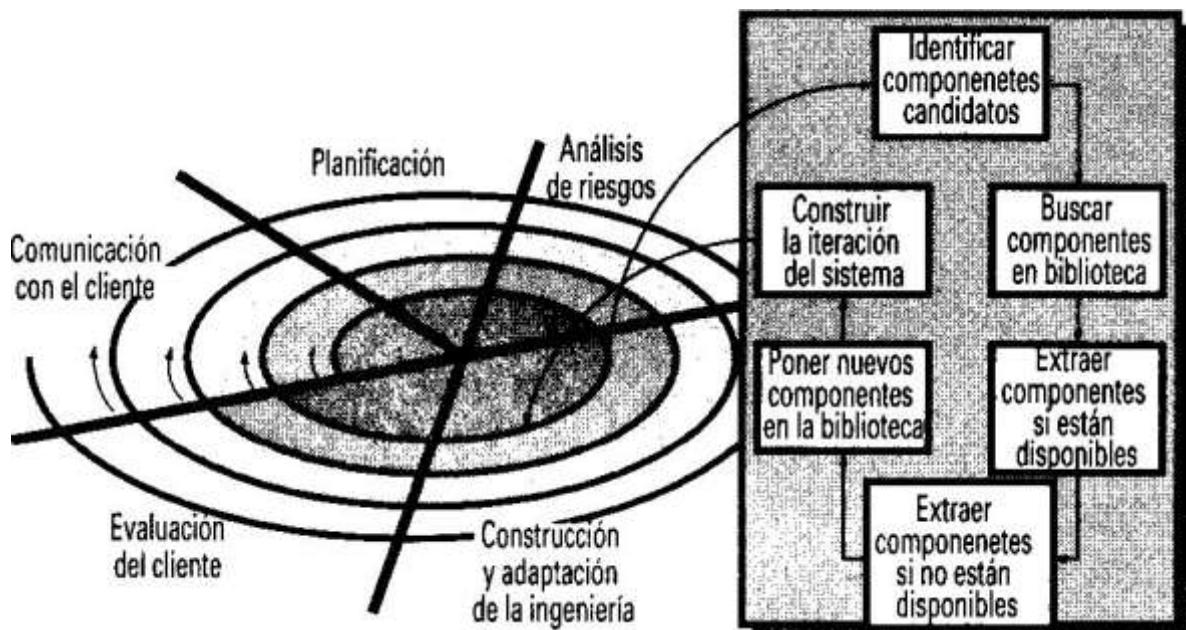 Planificación
Análisis
de riesgos
Comunicación
con el cliente
Evaluación
del cliente
Construcción
y adaptación
de la ingeniería
Identificar
componenetes
candidatos
Buscar
componentes
en biblioteca
Extraer
componentes
si están
disponibles
Extraer
componenetes
si no están
disponibles
Poner nuevos
componentes
en la biblioteca
Construir
la iteración
del sistema